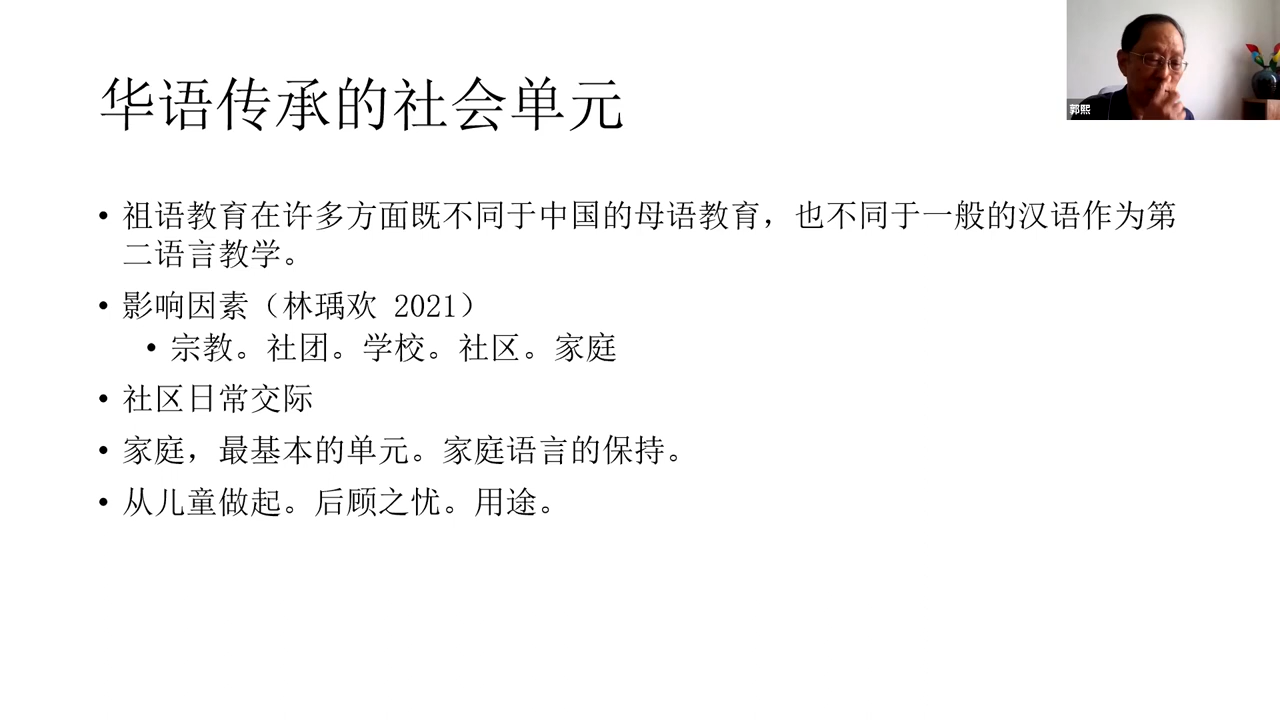 华语传承的社会单元
郭熙
• 祖语教育在许多方面既不同于中国的母语教育，也不同于一般的汉语作为第
二语言教学。
• 影响因素（林瑀欢 2021）
• 宗教。社团。学校。社区。家庭
• 社区日常交际
• 家庭，最基本的单元。家庭语言的保持。
• 从儿童做起。后顾之忧。用途。